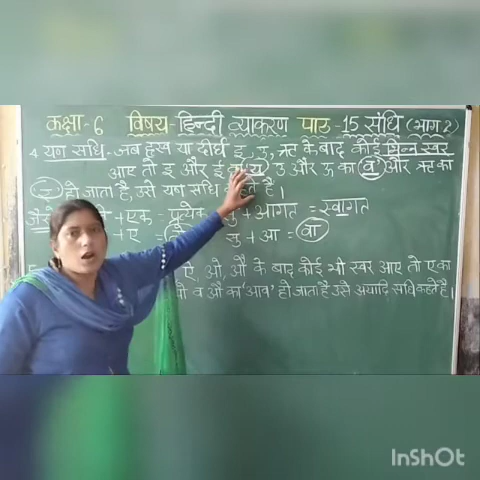 कक्षा-6 विषय-हिन्दी व्याकरण पाठ-15 संधि (भाग 2)
4. यण संधि - जब ह्रस्व या दीर्घ इ, उ, ऋ के बाद कोई भिन्न स्वर
आए तो इ और ई का य उ और ऊ का व और ऋ का
हो जाता है, उसे यण संधि कहते है।
जैसे + एक = प्रत्येक सु + आगत = स्वागत
+ ए = सु + आ = वा
ऐ, ओ, औ के बाद कोई भी स्वर आए तो ए का
व औ का 'आव' हो जाता है उसे अयादि संधि कहते है।
InShOt